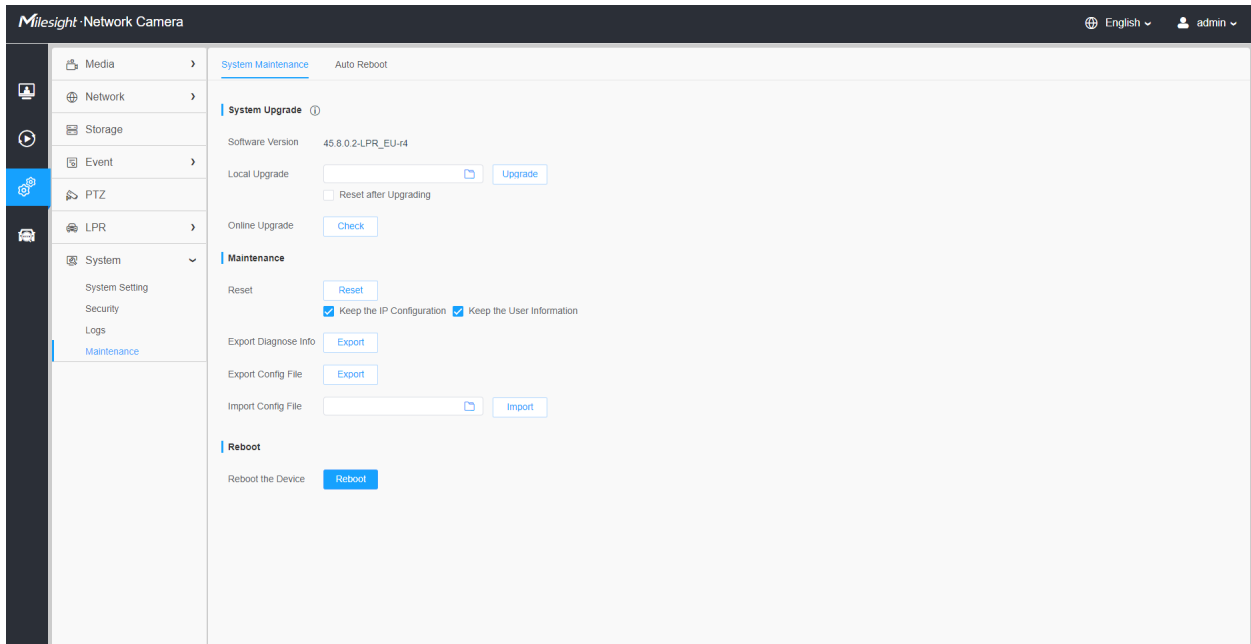 Milesight · Network Camera
English
admin
Media
Network
Storage
Event
PTZ
LPR
System
System Setting
Security
Logs
Maintenance
System Maintenance Auto Reboot
System Upgrade
Software Version 45.8.0.2-LPR_EU-r4
Local Upgrade Upgrade
Reset after Upgrading
Online Upgrade Check
Maintenance
Reset Reset
Keep the IP Configuration Keep the User Information
Export Diagnose Info Export
Export Config File Export
Import Config File Import
Reboot
Reboot the Device Reboot